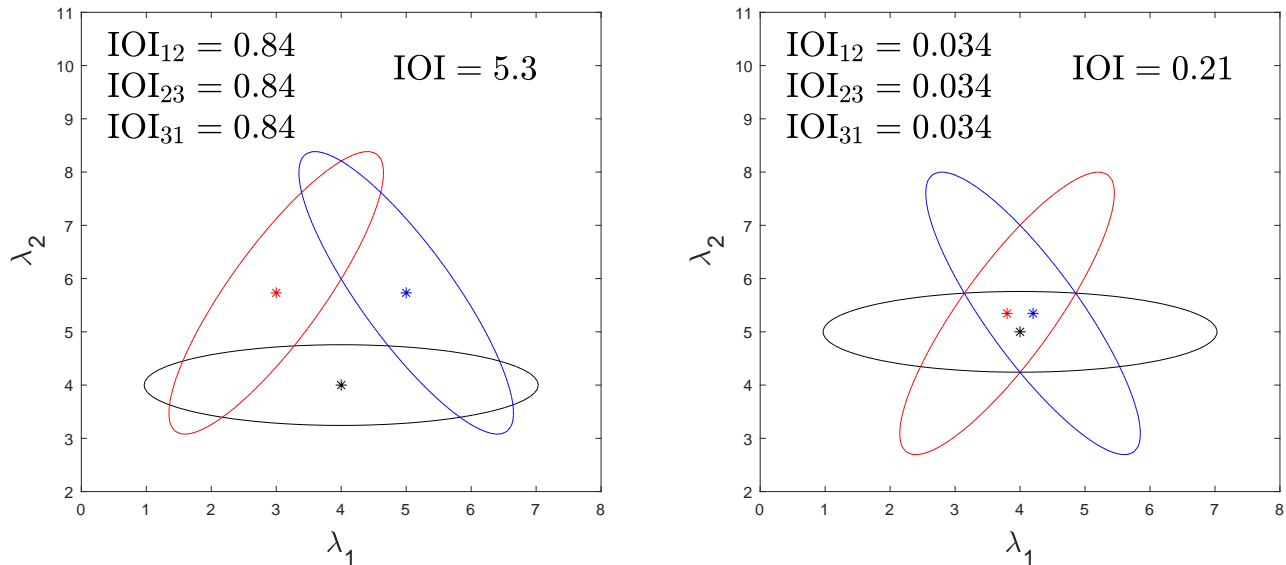 IOI₁₂ = 0.84
IOI₂₃ = 0.84
IOI₃₁ = 0.84
IOI = 5.3
11
10
9
8
7
6
5
4
3
2
λ₂
0 1 2 3 4 5 6 7 8
λ₁
IOI₁₂ = 0.034
IOI₂₃ = 0.034
IOI₃₁ = 0.034
IOI = 0.21
11
10
9
8
7
6
5
4
3
2
λ₂
0 1 2 3 4 5 6 7 8
λ₁